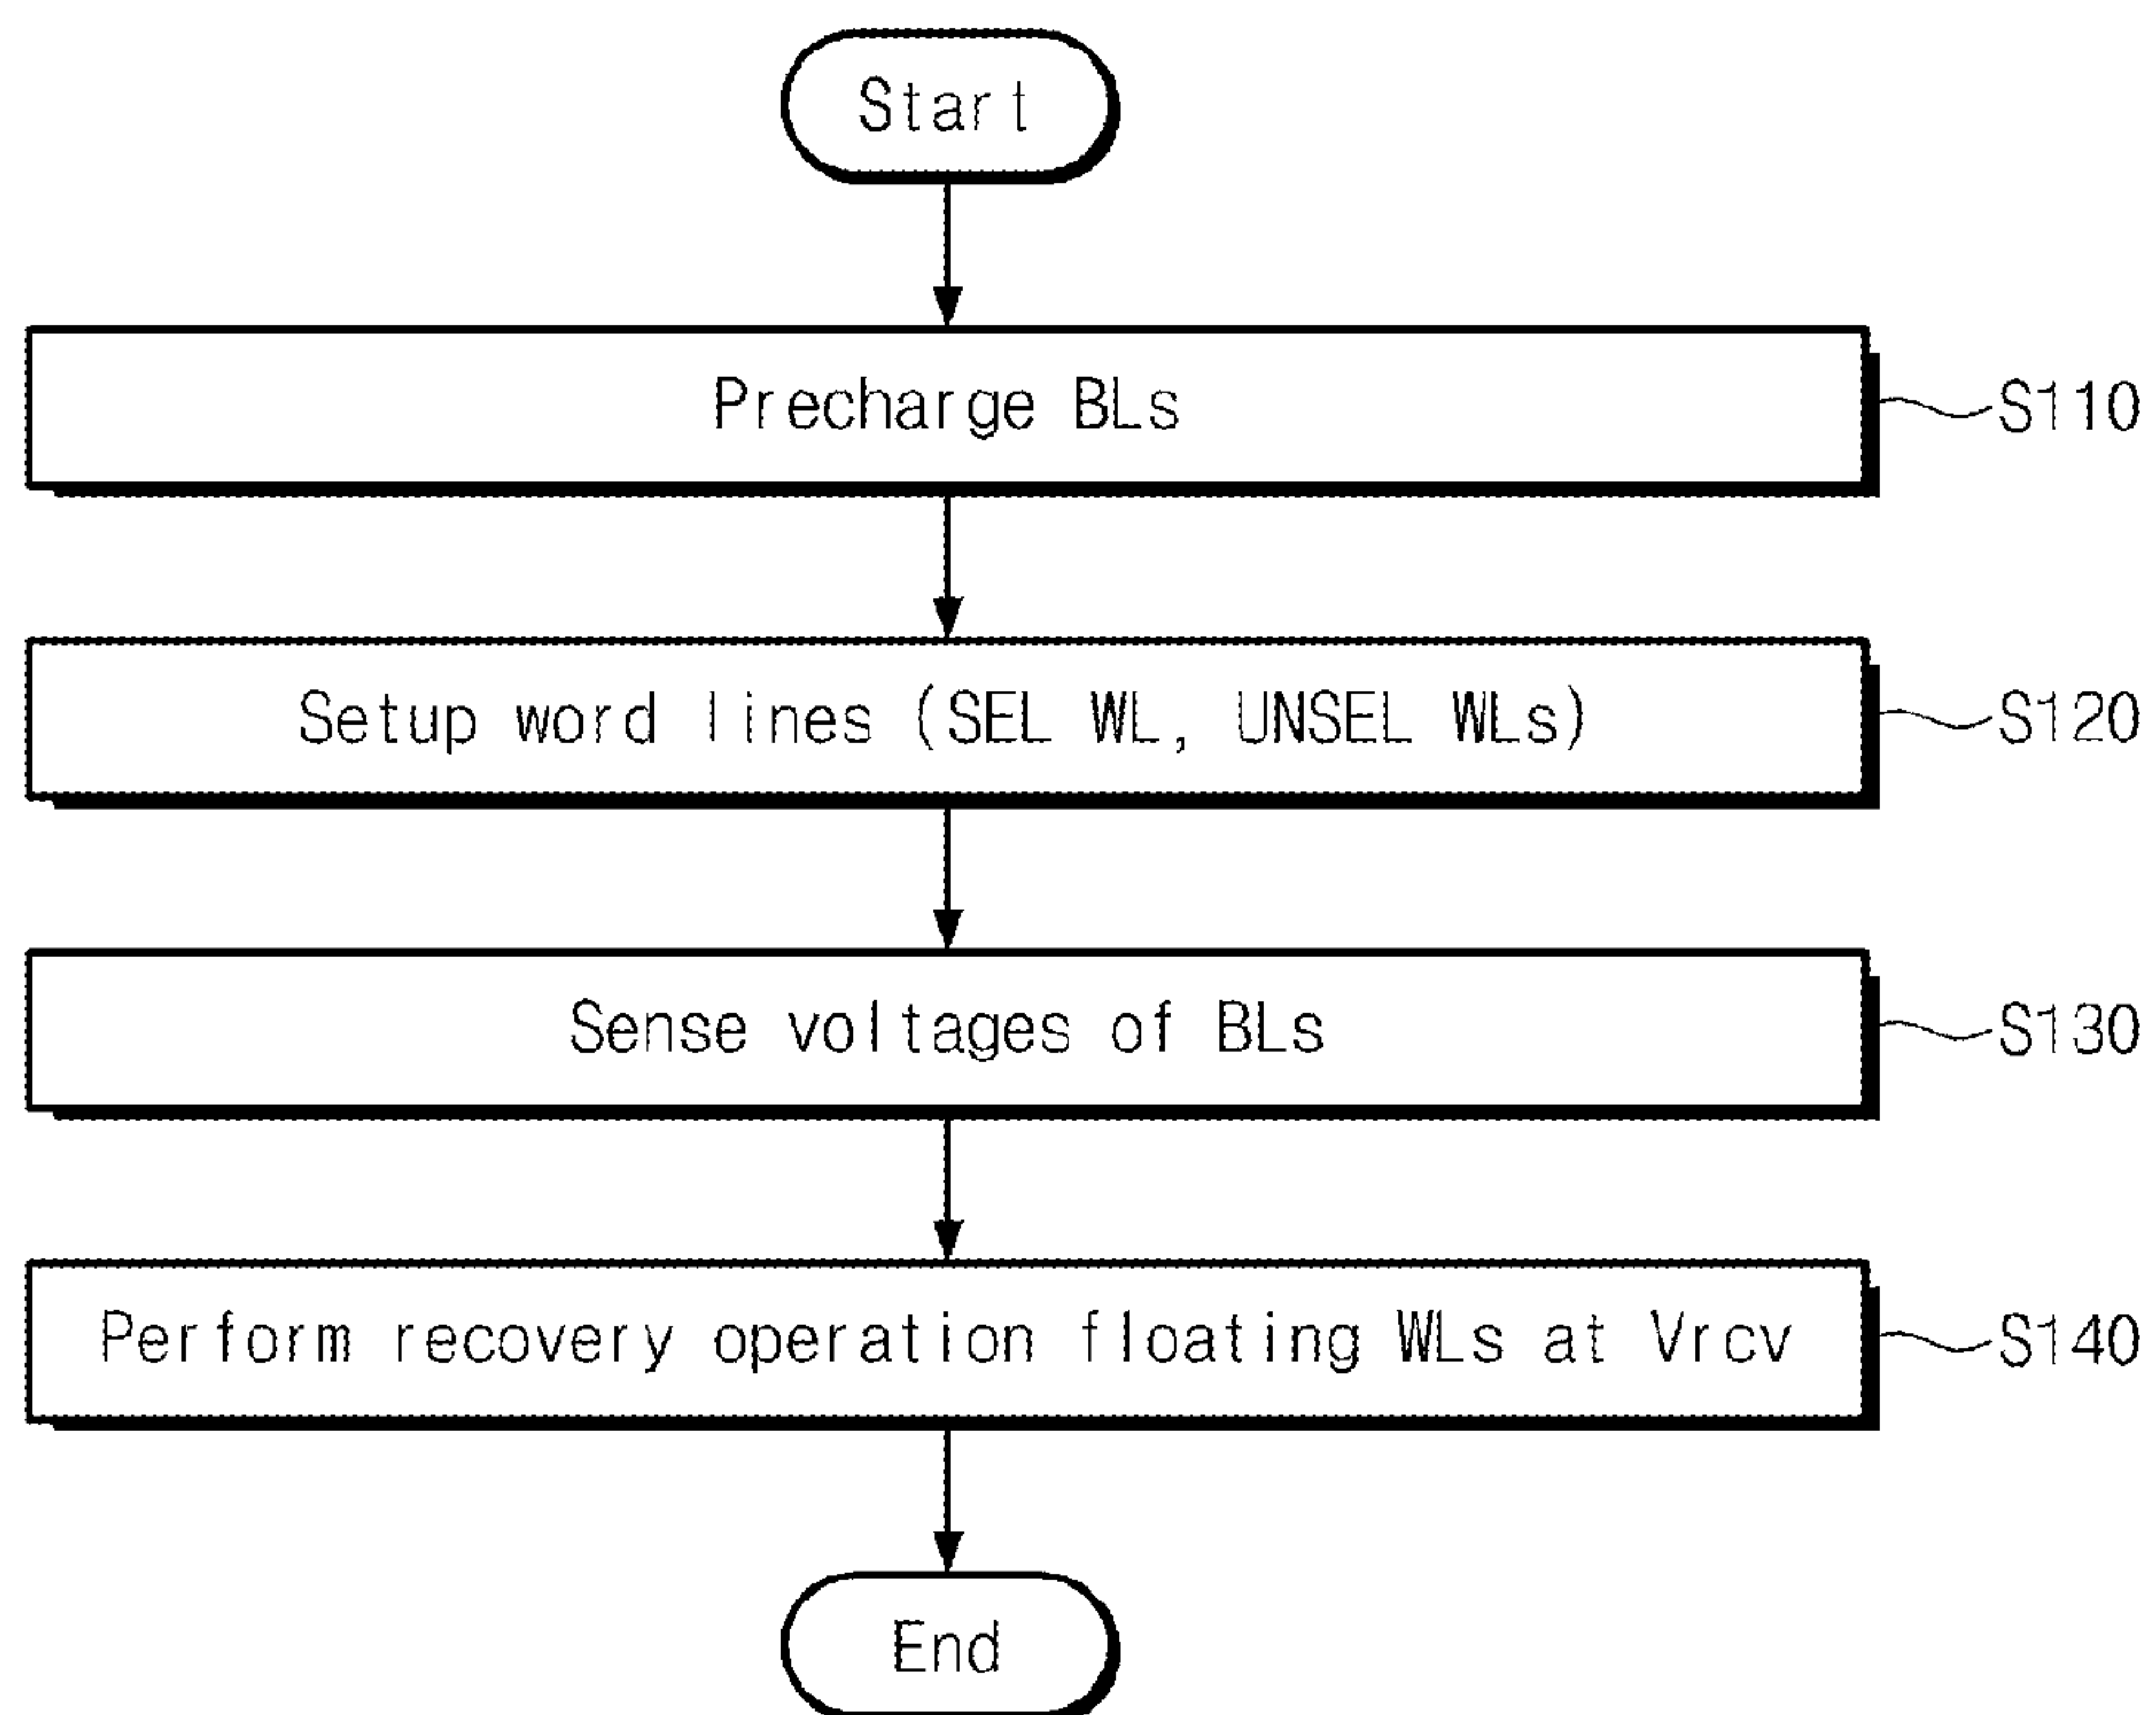 Start
Precharge BLs
S110
Setup word lines (SEL WL, UNSEL WLs)
S120
Sense voltages of BLs
S130
Perform recovery operation floating WLs at Vrcv
S140
End